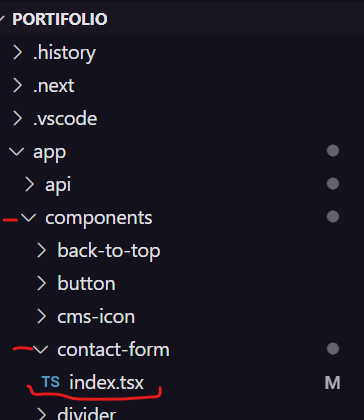 PORTIFOLIO
.history
.next
.vscode
app
api
components
back-to-top
button
cms-icon
contact-form
TS index.tsx M
divider